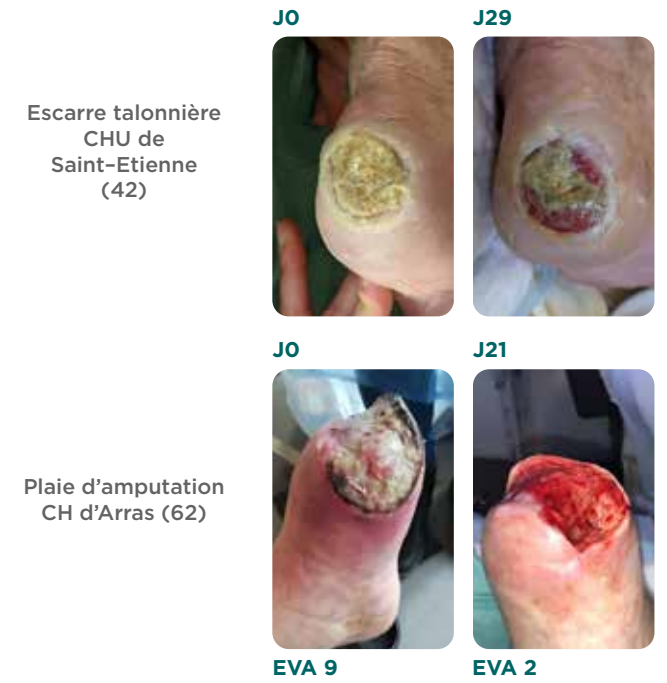 J0
J29
Escarre talonnière
CHU de
Saint–Etienne
(42)
J0
J21
Plaie d'amputation
CH d'Arras (62)
EVA 9
EVA 2